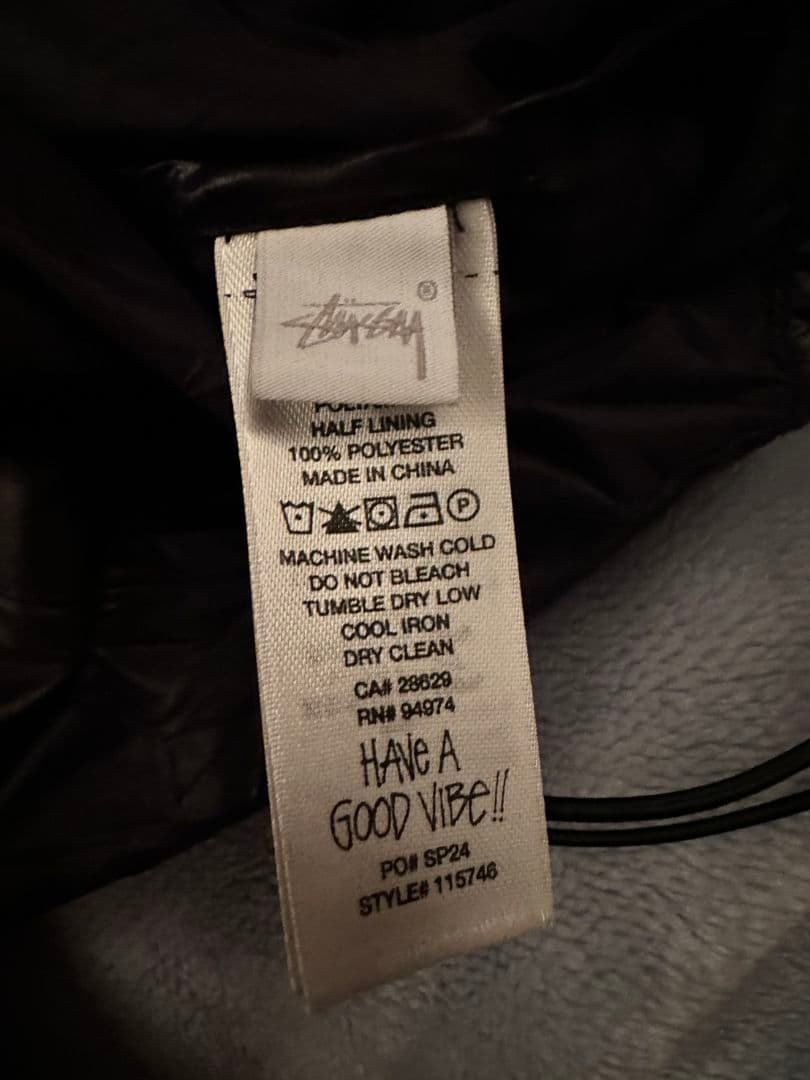 STÜSSY ®
HALF LINING
100% POLYESTER
MADE IN CHINA
P
MACHINE WASH COLD
DO NOT BLEACH
TUMBLE DRY LOW
COOL IRON
DRY CLEAN
CA# 28629
RN# 94974
HAVE A
GOOD VIBE!!
PO# SP24
STYLE# 115746